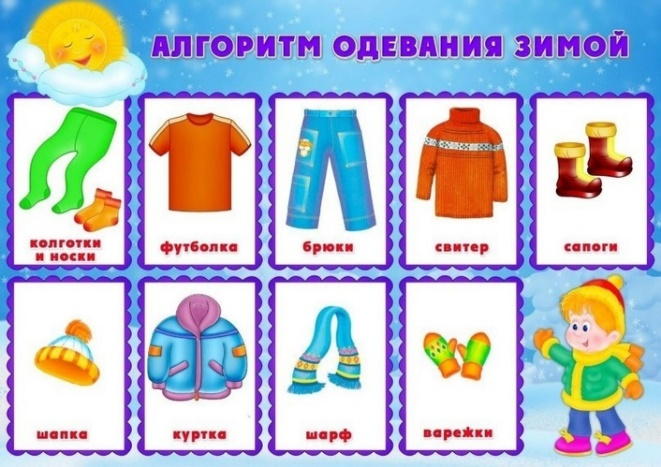 АЛГОРИТМ ОДЕВАНИЯ ЗИМОЙ
колготки
и носки
футболка
брюки
свитер
сапоги
шапка
куртка
шарф
варежки